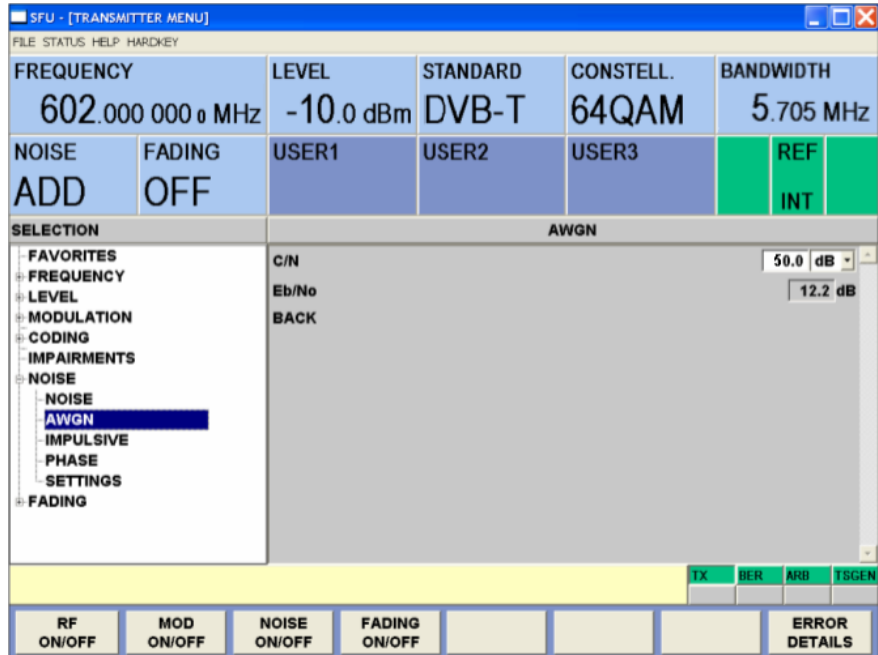 SFU - [TRANSMITTER MENU]
FILE STATUS HELP HARDKEY
FREQUENCY LEVEL STANDARD CONSTELL. BANDWIDTH
602.000 000 0 MHz -10.0 dBm DVB-T 64QAM 5.705 MHz
NOISE FADING USER1 USER2 USER3 REF
ADD OFF INT
SELECTION AWGN
FAVORITES
FREQUENCY
LEVEL
MODULATION
CODING
IMPAIRMENTS
NOISE
NOISE
AWGN
IMPULSIVE
PHASE
SETTINGS
FADING
C/N 50.0 dB
Eb/No 12.2 dB
BACK
TX BER ARB TSGEN
RF ON/OFF MOD ON/OFF NOISE ON/OFF FADING ON/OFF ERROR DETAILS